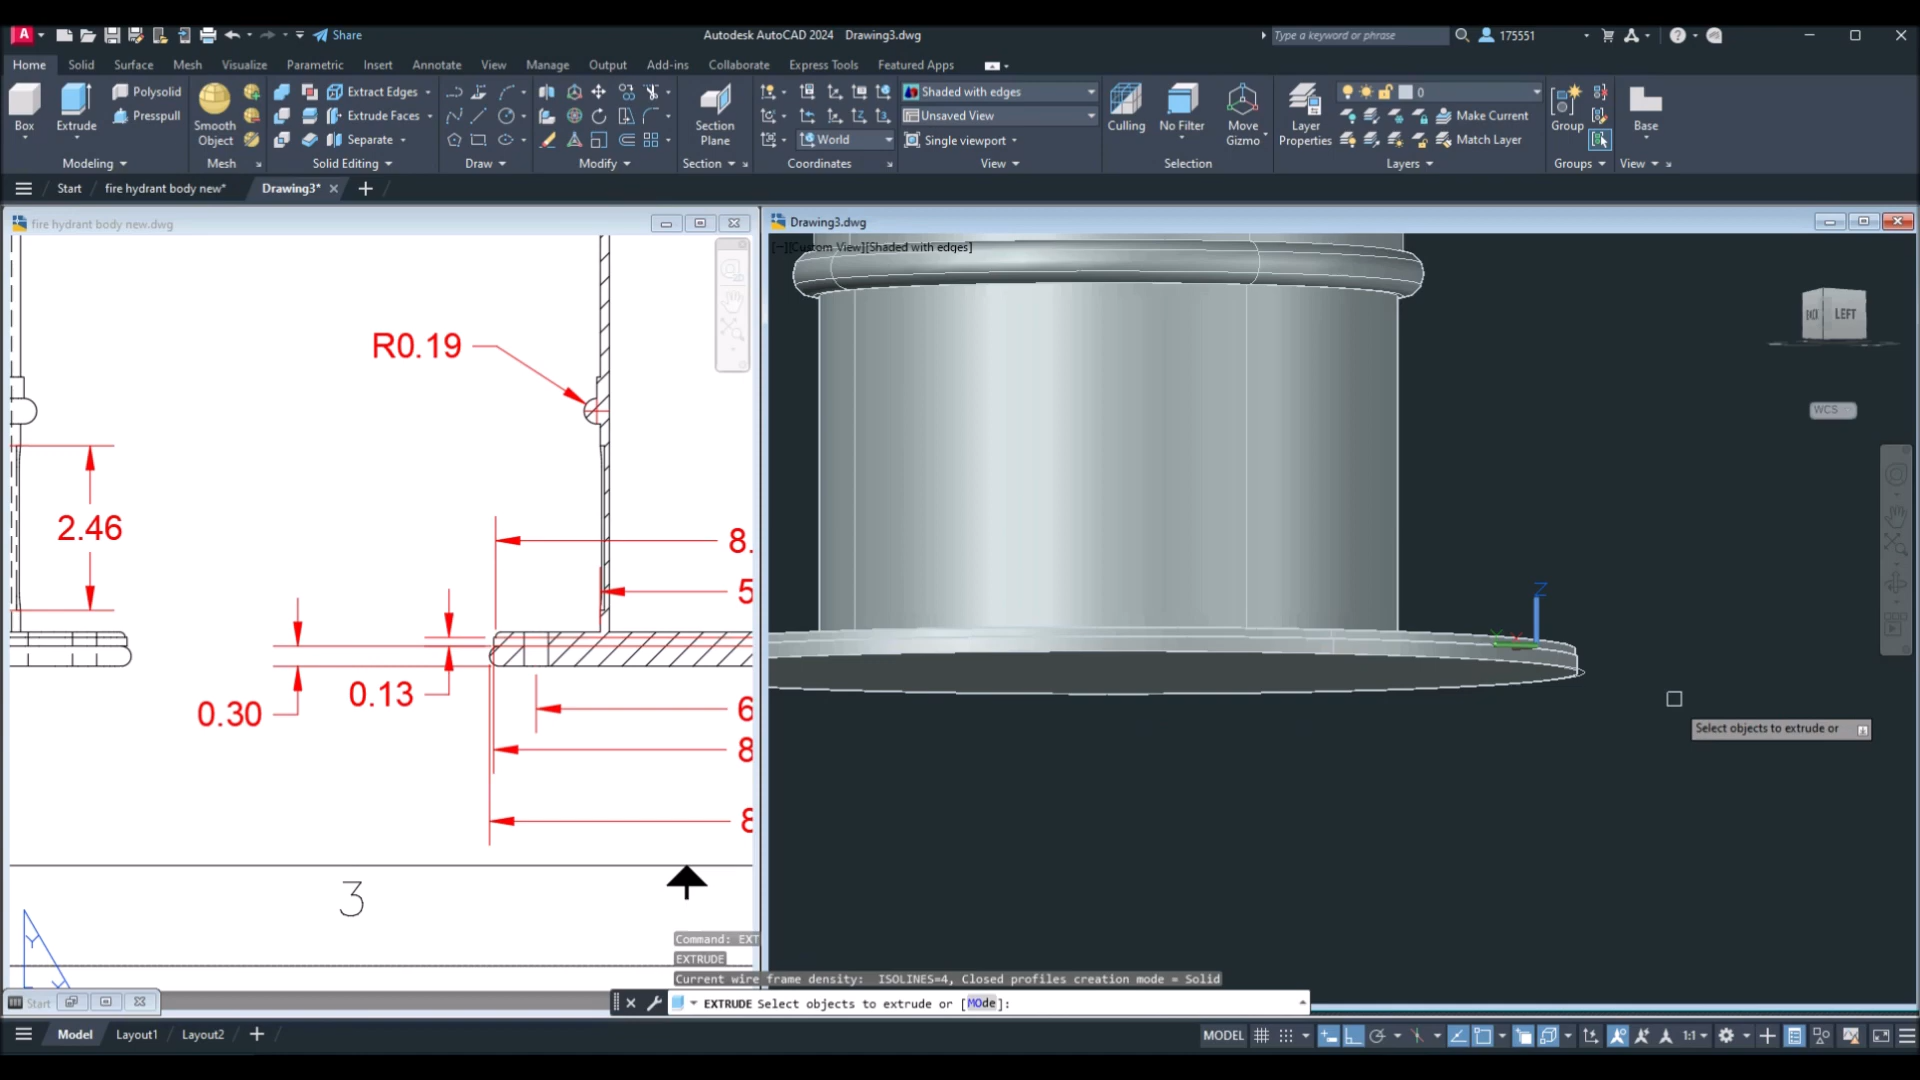 A
Share
Autodesk AutoCAD 2024 Drawing3.dwg
Type a keyword or phrase
175551
Home Solid Surface Mesh Visualize Parametric Insert Annotate View Manage Output Add-ins Collaborate Express Tools Featured Apps
Box
Extrude
Polysolid
Presspull
Modeling
Smooth
Object
Mesh
Extract Edges
Extrude Faces
Separate
Solid Editing
Draw
Modify
Section
Plane
Section
World
Coordinates
Shaded with edges
Unsaved View
Single viewport
View
Culling
No Filter
Move
Gizmo
Selection
Layer
Properties
0
Make Current
Match Layer
Layers
Group
Groups
Base
View
Start fire hydrant body new* Drawing3*
fire hydrant body new.dwg
Drawing3.dwg
[−][Custom View][Shaded with edges]
LEFT
WCS
R0.19
2.46
8.
5
0.30
0.13
6
8
8
3
Y
Z
Select objects to extrude or
Command: EXT
EXTRUDE
Current wire frame density: ISOLINES=4, Closed profiles creation mode = Solid
Start
EXTRUDE Select objects to extrude or [MOde]:
Model Layout1 Layout2
MODEL
1:1